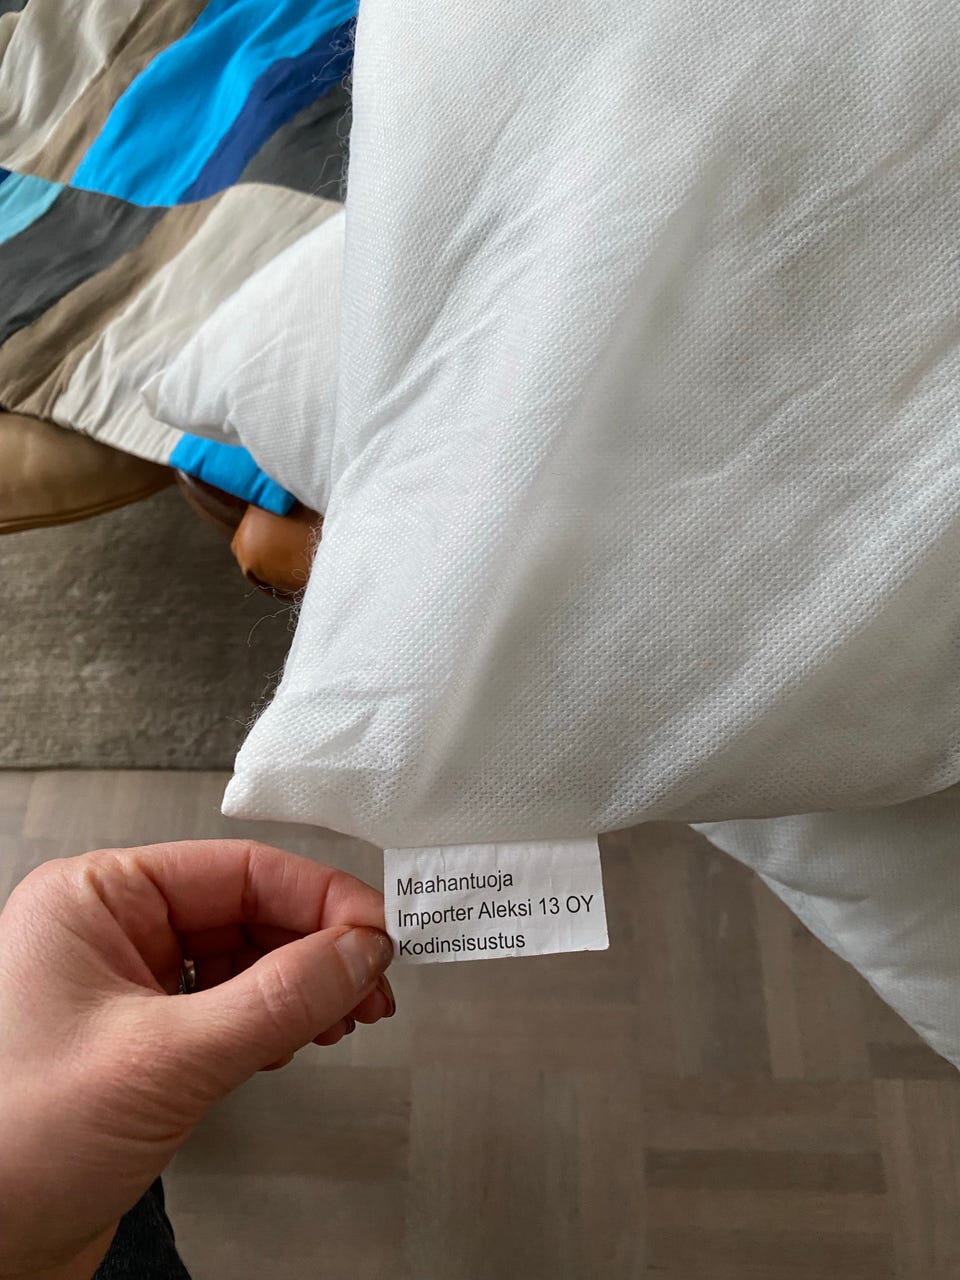 Maahantuoja
Importer Aleksi 13 OY
Kodinsisustus